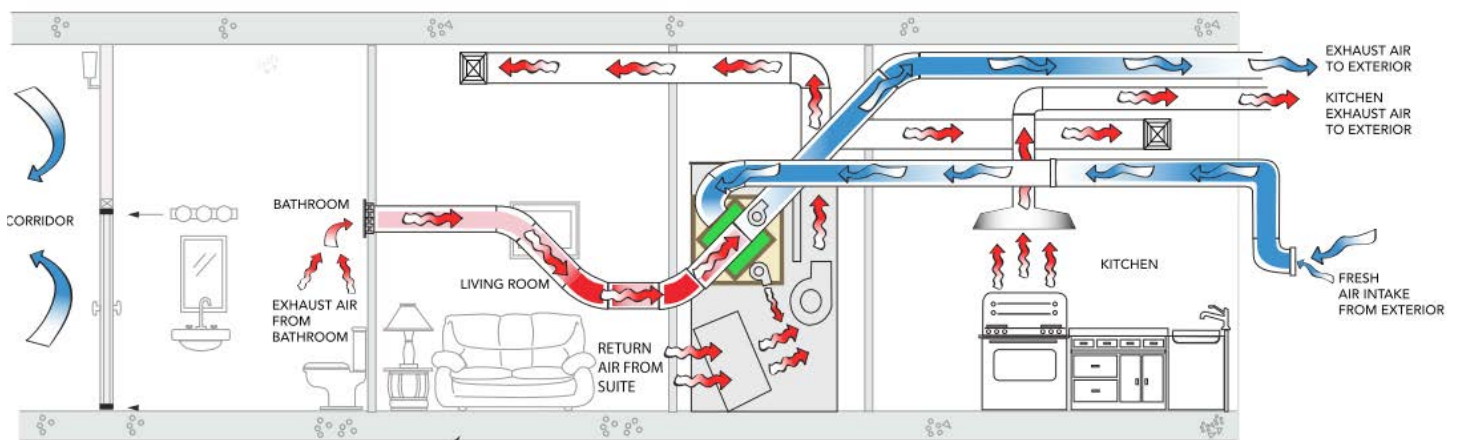 EXHAUST AIR
TO EXTERIOR
KITCHEN
EXHAUST AIR
TO EXTERIOR
BATHROOM
CORRIDOR
EXHAUST AIR
FROM
BATHROOM
LIVING ROOM
RETURN
AIR FROM
SUITE
KITCHEN
FRESH
AIR INTAKE
FROM EXTERIOR